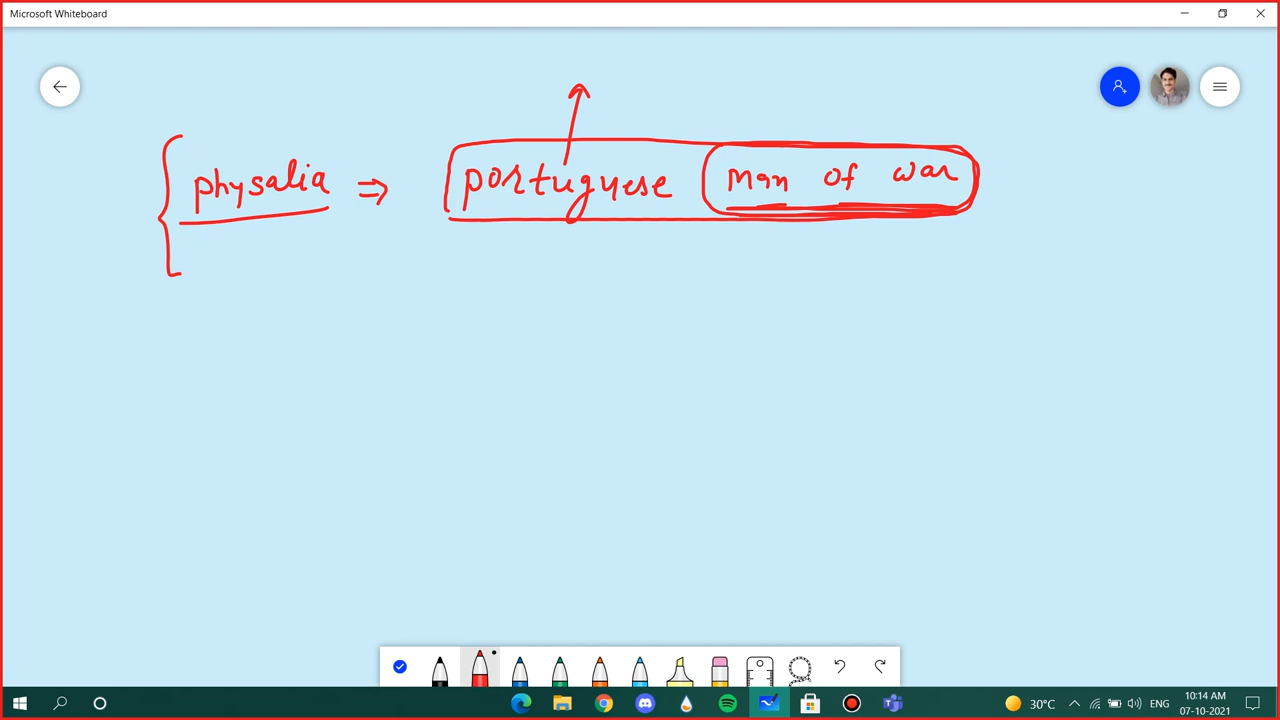 Microsoft Whiteboard
physalia ⇒ portuguese man of war
30°C ENG 10:14 AM
07-10-2021